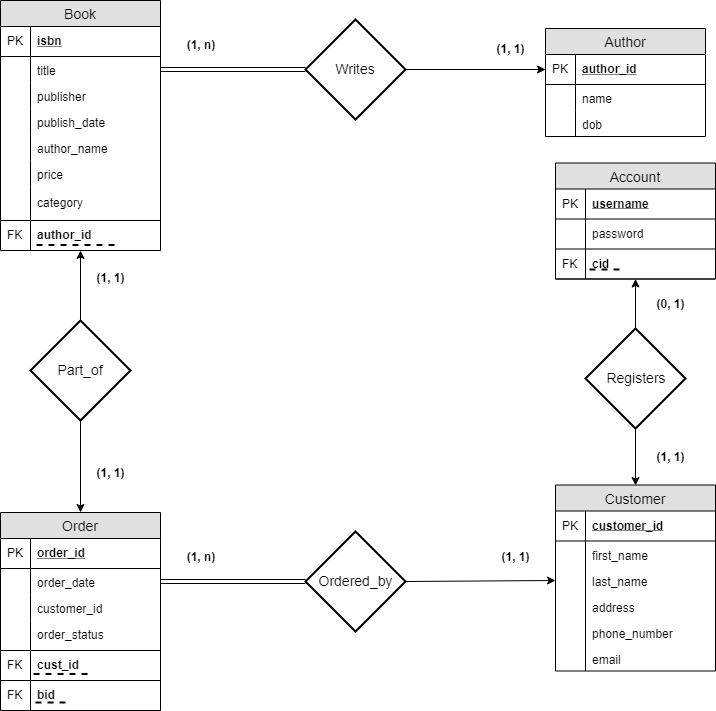 Book
PK isbn
title
publisher
publish_date
author_name
price
category
FK author_id
(1, n)
Writes
(1, 1)
Author
PK author_id
name
dob
Account
PK username
password
FK cid
(1, 1)
Part_of
(1, 1)
(0, 1)
Registers
(1, 1)
Order
PK order_id
order_date
customer_id
order_status
FK cust_id
FK bid
(1, n)
Ordered_by
(1, 1)
Customer
PK customer_id
first_name
last_name
address
phone_number
email